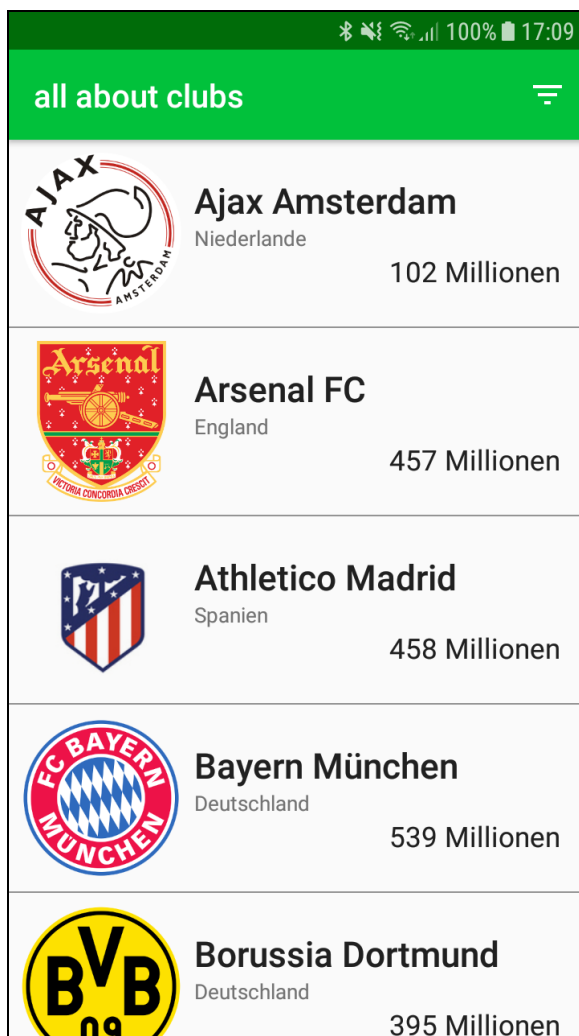 100% 17:09
all about clubs
AJAX
AMSTERDAM
Ajax Amsterdam
Niederlande
102 Millionen
Arsenal
VICTORIA CONCORDIA CRESCIT
Arsenal FC
England
457 Millionen
Athletico Madrid
Spanien
458 Millionen
FC BAYERN
MÜNCHEN
Bayern München
Deutschland
539 Millionen
BVB
09
Borussia Dortmund
Deutschland
395 Millionen